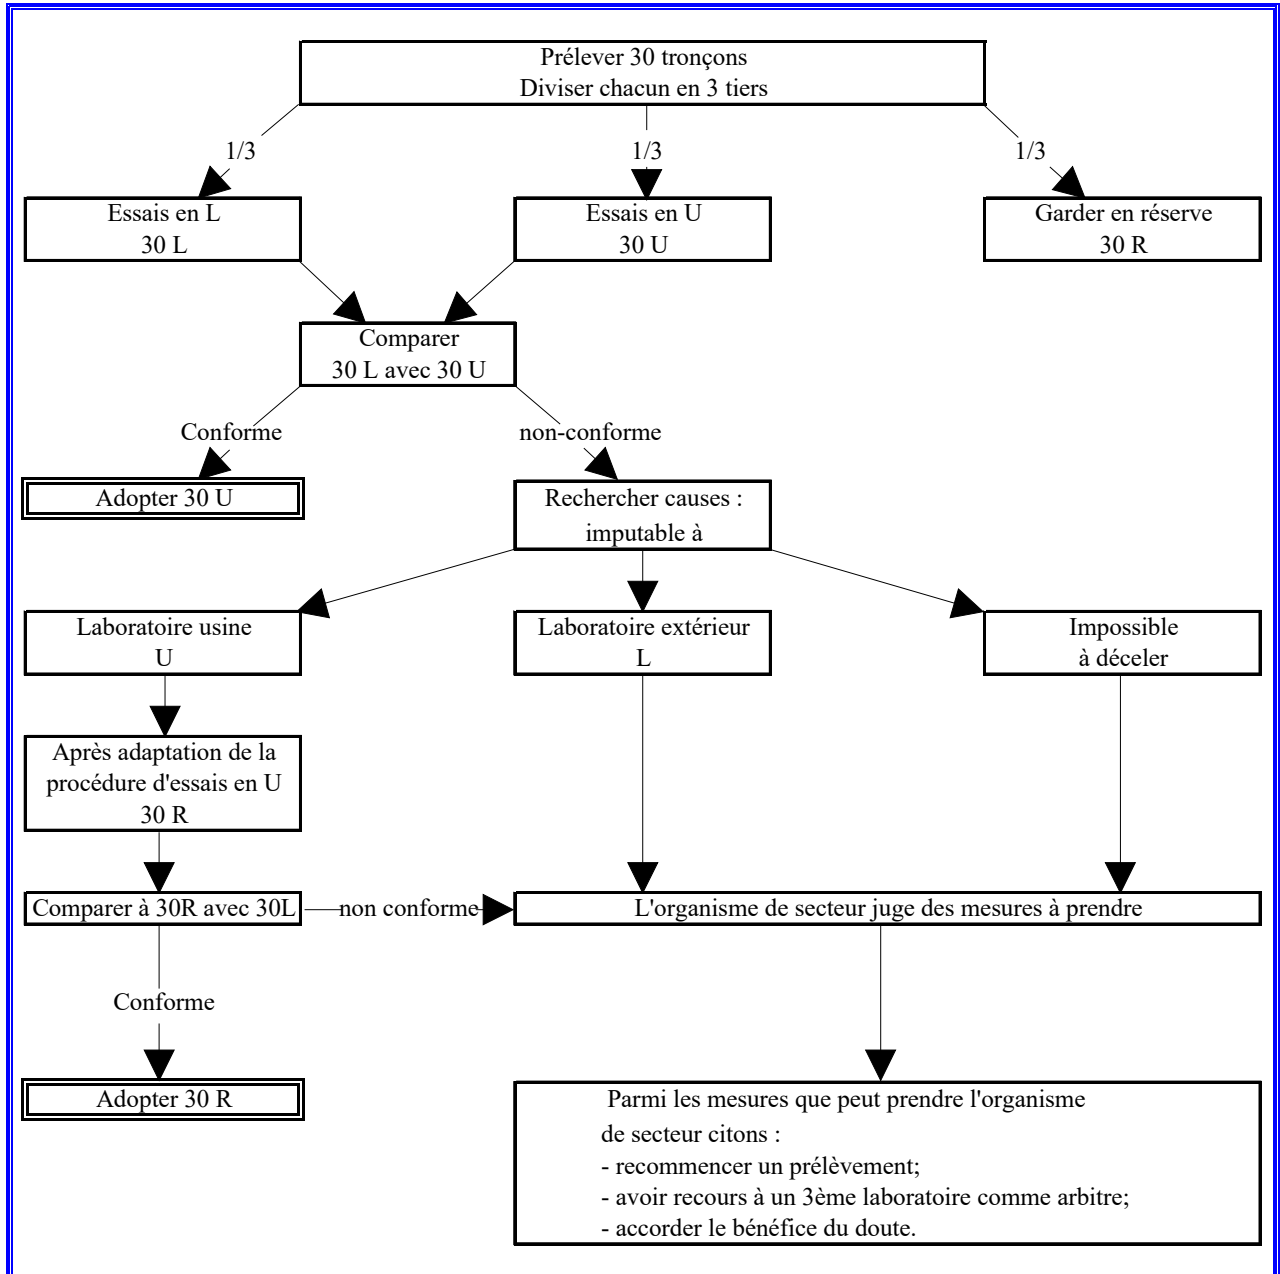 Prélever 30 tronçons
Diviser chacun en 3 tiers
1/3
1/3
1/3
Essais en L
30 L
Essais en U
30 U
Garder en réserve
30 R
Comparer
30 L avec 30 U
Conforme
non-conforme
Adopter 30 U
Rechercher causes :
imputable à
Laboratoire usine
U
Laboratoire extérieur
L
Impossible
à déceler
Après adaptation de la
procédure d'essais en U
30 R
Comparer à 30R avec 30L
non conforme
L'organisme de secteur juge des mesures à prendre
Conforme
Adopter 30 R
Parmi les mesures que peut prendre l'organisme
de secteur citons :
- recommencer un prélèvement;
- avoir recours à un 3ème laboratoire comme arbitre;
- accorder le bénéfice du doute.